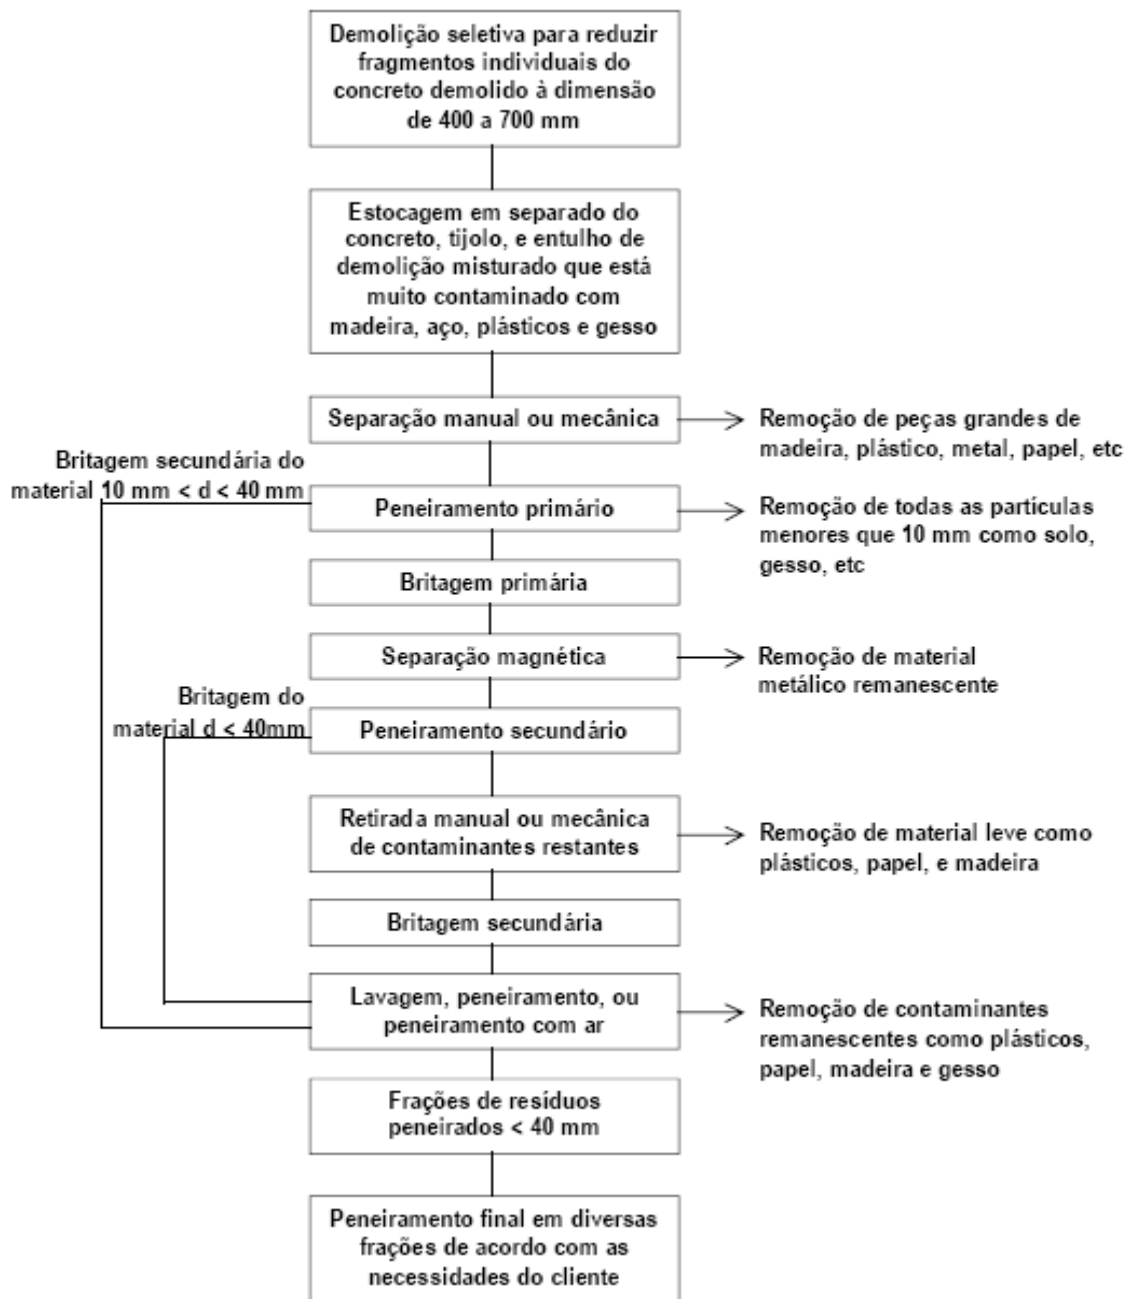 Demolição seletiva para reduzir
fragmentos individuais do
concreto demolido à dimensão
de 400 a 700 mm
Estocagem em separado do
concreto, tijolo, e entulho de
demolição misturado que está
muito contaminado com
madeira, aço, plásticos e gesso
Separação manual ou mecânica
Remoção de peças grandes de
madeira, plástico, metal, papel, etc
Britagem secundária do
material 10 mm < d < 40 mm
Peneiramento primário
Remoção de todas as partículas
menores que 10 mm como solo,
gesso, etc
Britagem primária
Separação magnética
Remoção de material
metálico remanescente
Britagem do
material d < 40mm
Peneiramento secundário
Retirada manual ou mecânica
de contaminantes restantes
Remoção de material leve como
plásticos, papel, e madeira
Britagem secundária
Lavagem, peneiramento, ou
peneiramento com ar
Remoção de contaminantes
remanescentes como plásticos,
papel, madeira e gesso
Frações de resíduos
peneirados < 40 mm
Peneiramento final em diversas
frações de acordo com as
necessidades do cliente